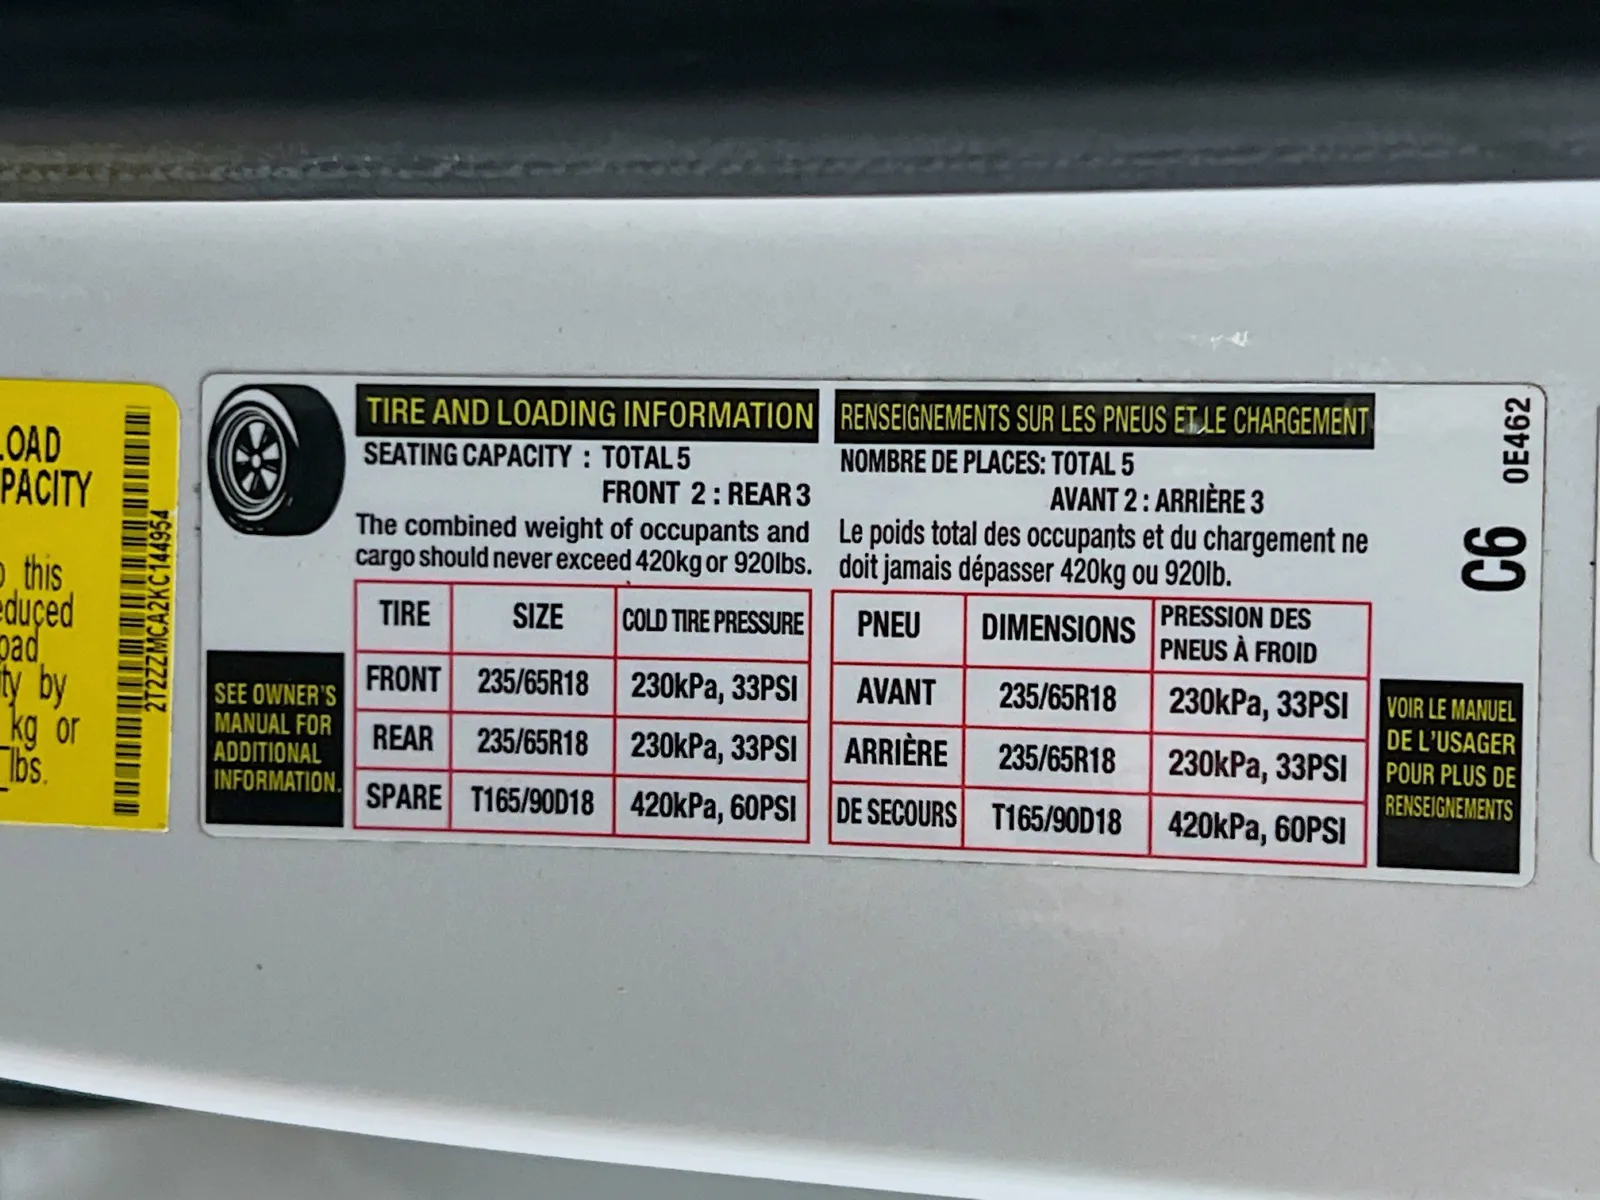 LOAD
CAPACITY
this
reduced
load
by
kg or
lbs.
2T2ZZMCA2KC144954
TIRE AND LOADING INFORMATION
SEATING CAPACITY : TOTAL 5
FRONT 2 : REAR 3
The combined weight of occupants and
cargo should never exceed 420kg or 920lbs.
TIRE SIZE COLD TIRE PRESSURE
FRONT 235/65R18 230kPa, 33PSI
REAR 235/65R18 230kPa, 33PSI
SPARE T165/90D18 420kPa, 60PSI
SEE OWNER'S
MANUAL FOR
ADDITIONAL
INFORMATION.
RENSEIGNEMENTS SUR LES PNEUS ET LE CHARGEMENT
NOMBRE DE PLACES: TOTAL 5
AVANT 2 : ARRIÈRE 3
Le poids total des occupants et du chargement ne
doit jamais dépasser 420kg ou 920lb.
PNEU DIMENSIONS PRESSION DES
PNEUS À FROID
AVANT 235/65R18 230kPa, 33PSI
ARRIÈRE 235/65R18 230kPa, 33PSI
DE SECOURS T165/90D18 420kPa, 60PSI
VOIR LE MANUEL
DE L'USAGER
POUR PLUS DE
RENSEIGNEMENTS
0E462
C6